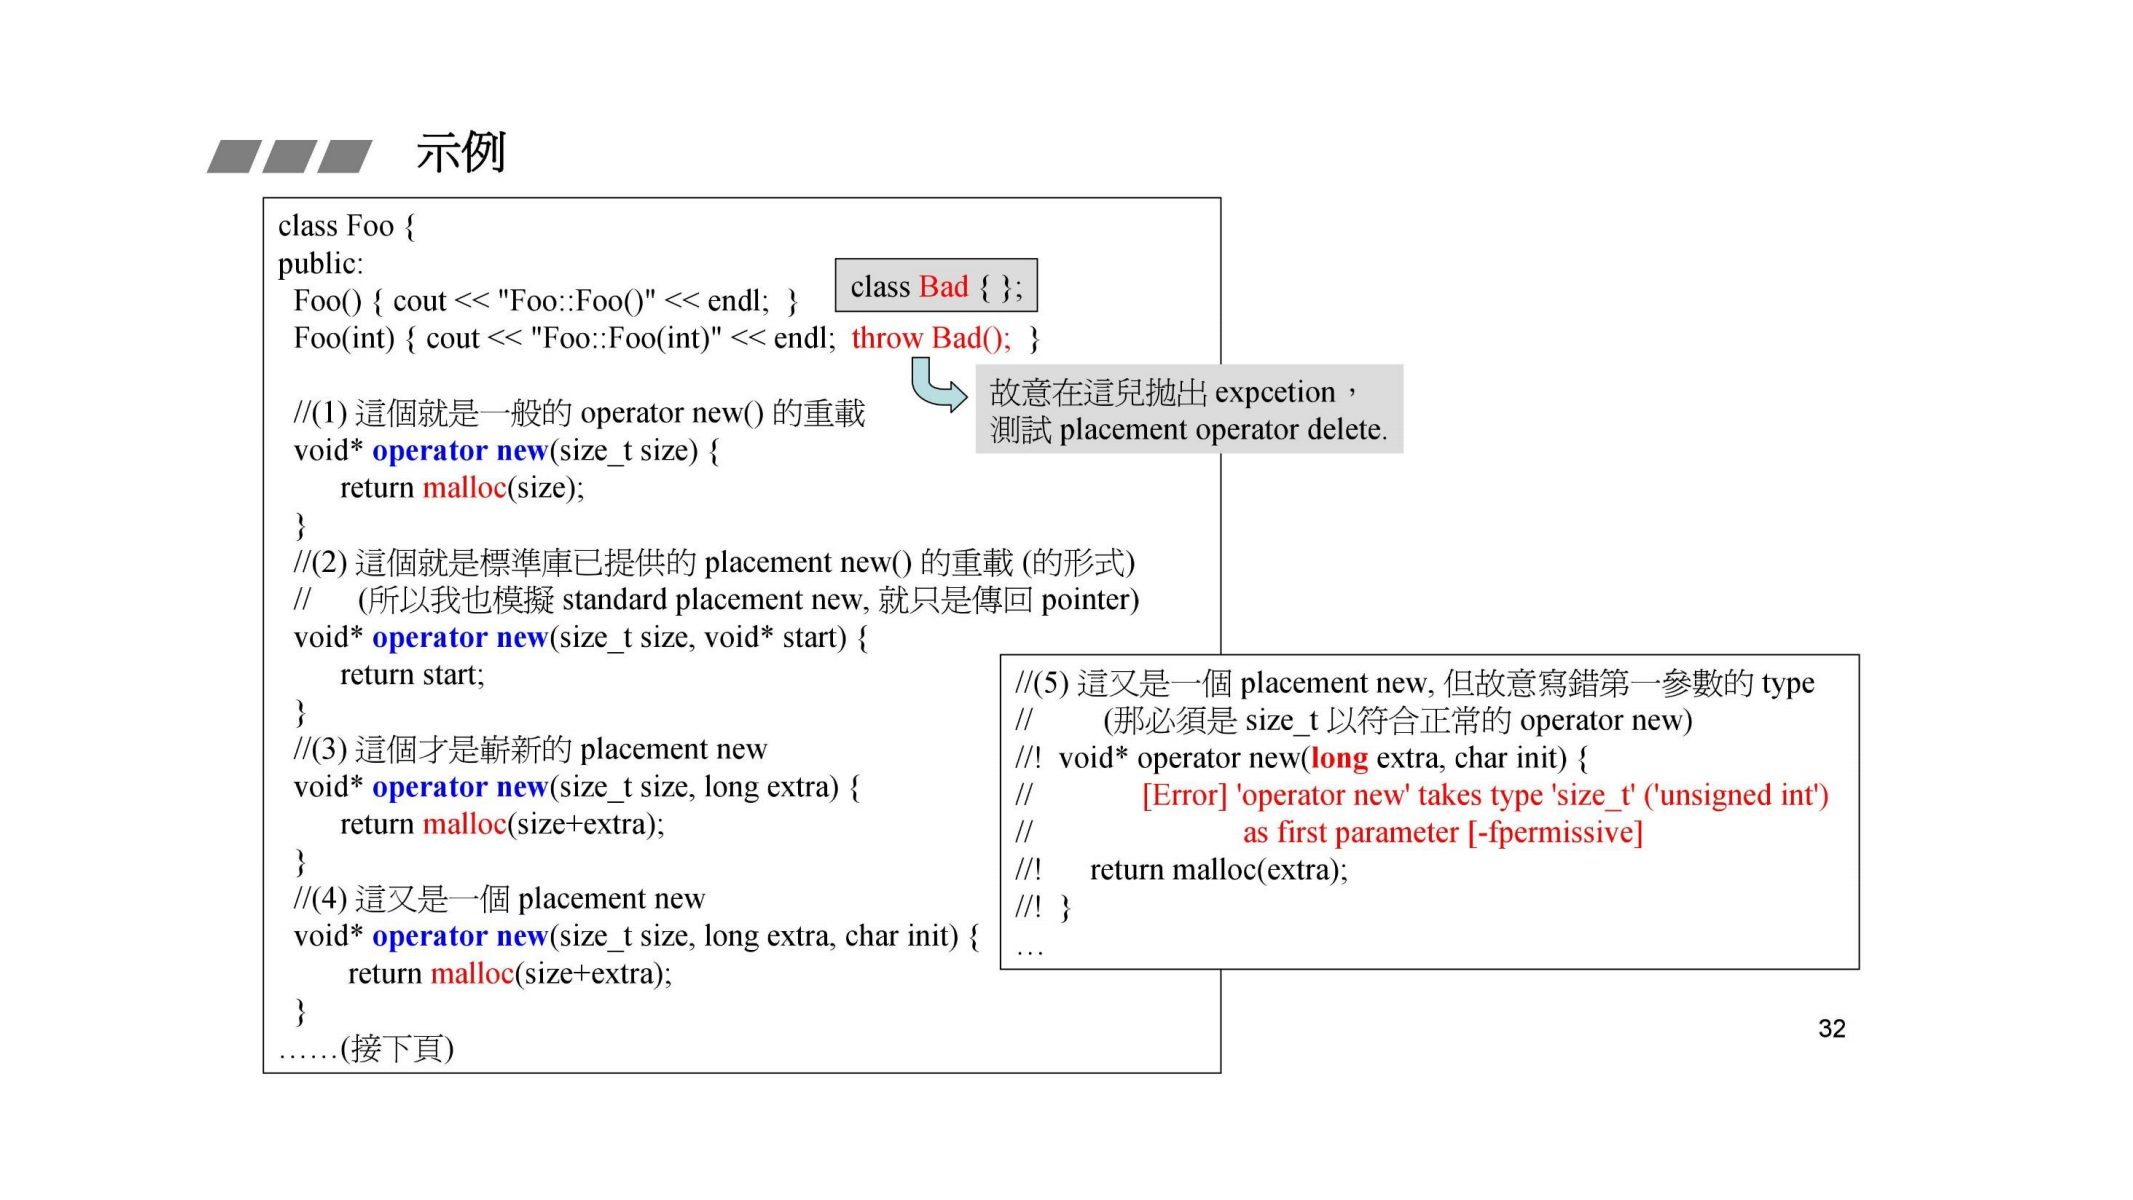 示例
class Foo {
public:
Foo() { cout << "Foo::Foo()" << endl; }
class Bad { };
Foo(int) { cout << "Foo::Foo(int)" << endl; throw Bad(); }
故意在這兒拋出 expcetion，
測試 placement operator delete.
//(1) 這個就是一般的 operator new() 的重載
void* operator new(size_t size) {
return malloc(size);
}
//(2) 這個就是標準庫已提供的 placement new() 的重載 (的形式)
// (所以我也模擬 standard placement new, 就只是傳回 pointer)
void* operator new(size_t size, void* start) {
return start;
}
//(3) 這個才是嶄新的 placement new
void* operator new(size_t size, long extra) {
return malloc(size+extra);
}
//(4) 這又是一個 placement new
void* operator new(size_t size, long extra, char init) {
return malloc(size+extra);
}
……(接下頁)
//(5) 這又是一個 placement new, 但故意寫錯第一參數的 type
// (那必須是 size_t 以符合正常的 operator new)
//! void* operator new(long extra, char init) {
// [Error] 'operator new' takes type 'size_t' ('unsigned int')
// as first parameter [-fpermissive]
//! return malloc(extra);
//! }
…
32